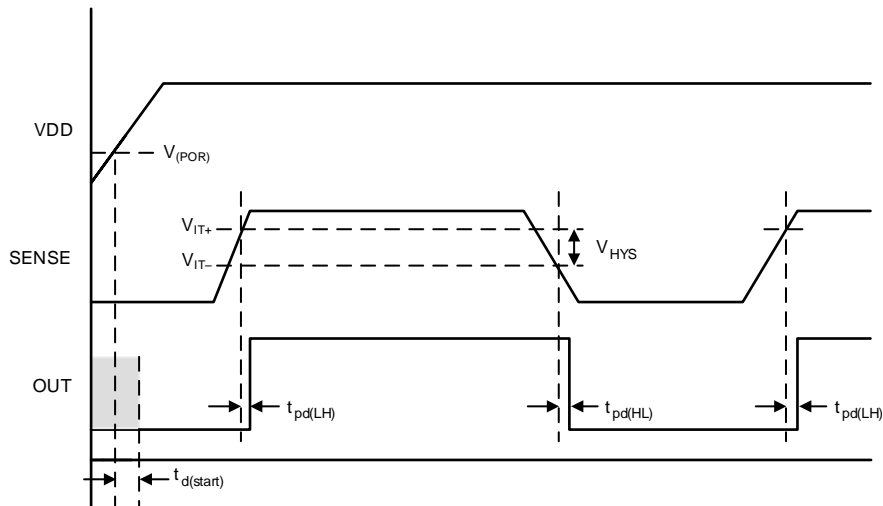 VDD
V(POR)
VIT+
VIT–
VHYS
SENSE
OUT
tpd(LH)
tpd(HL)
tpd(LH)
td(start)